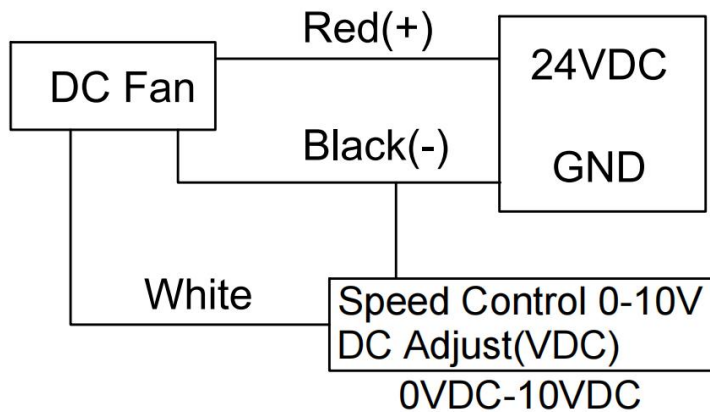 Red(+)
24VDC
DC Fan
Black(-)
GND
White
Speed Control 0-10V
DC Adjust(VDC)
0VDC-10VDC